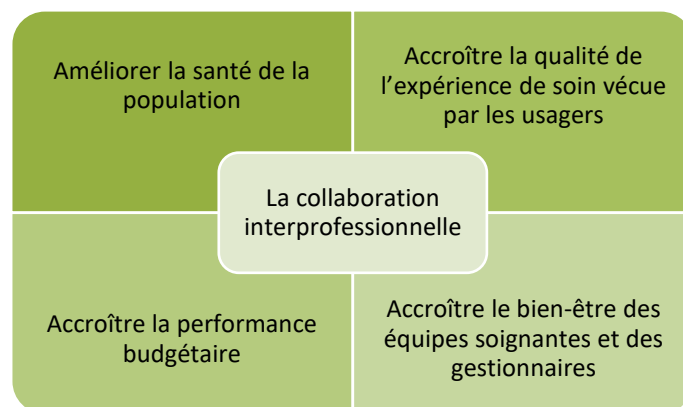 Améliorer la santé de la
population
Accroître la qualité de
l’expérience de soin vécue
par les usagers
La collaboration
interprofessionnelle
Accroître la performance
budgétaire
Accroître le bien-être des
équipes soignantes et des
gestionnaires